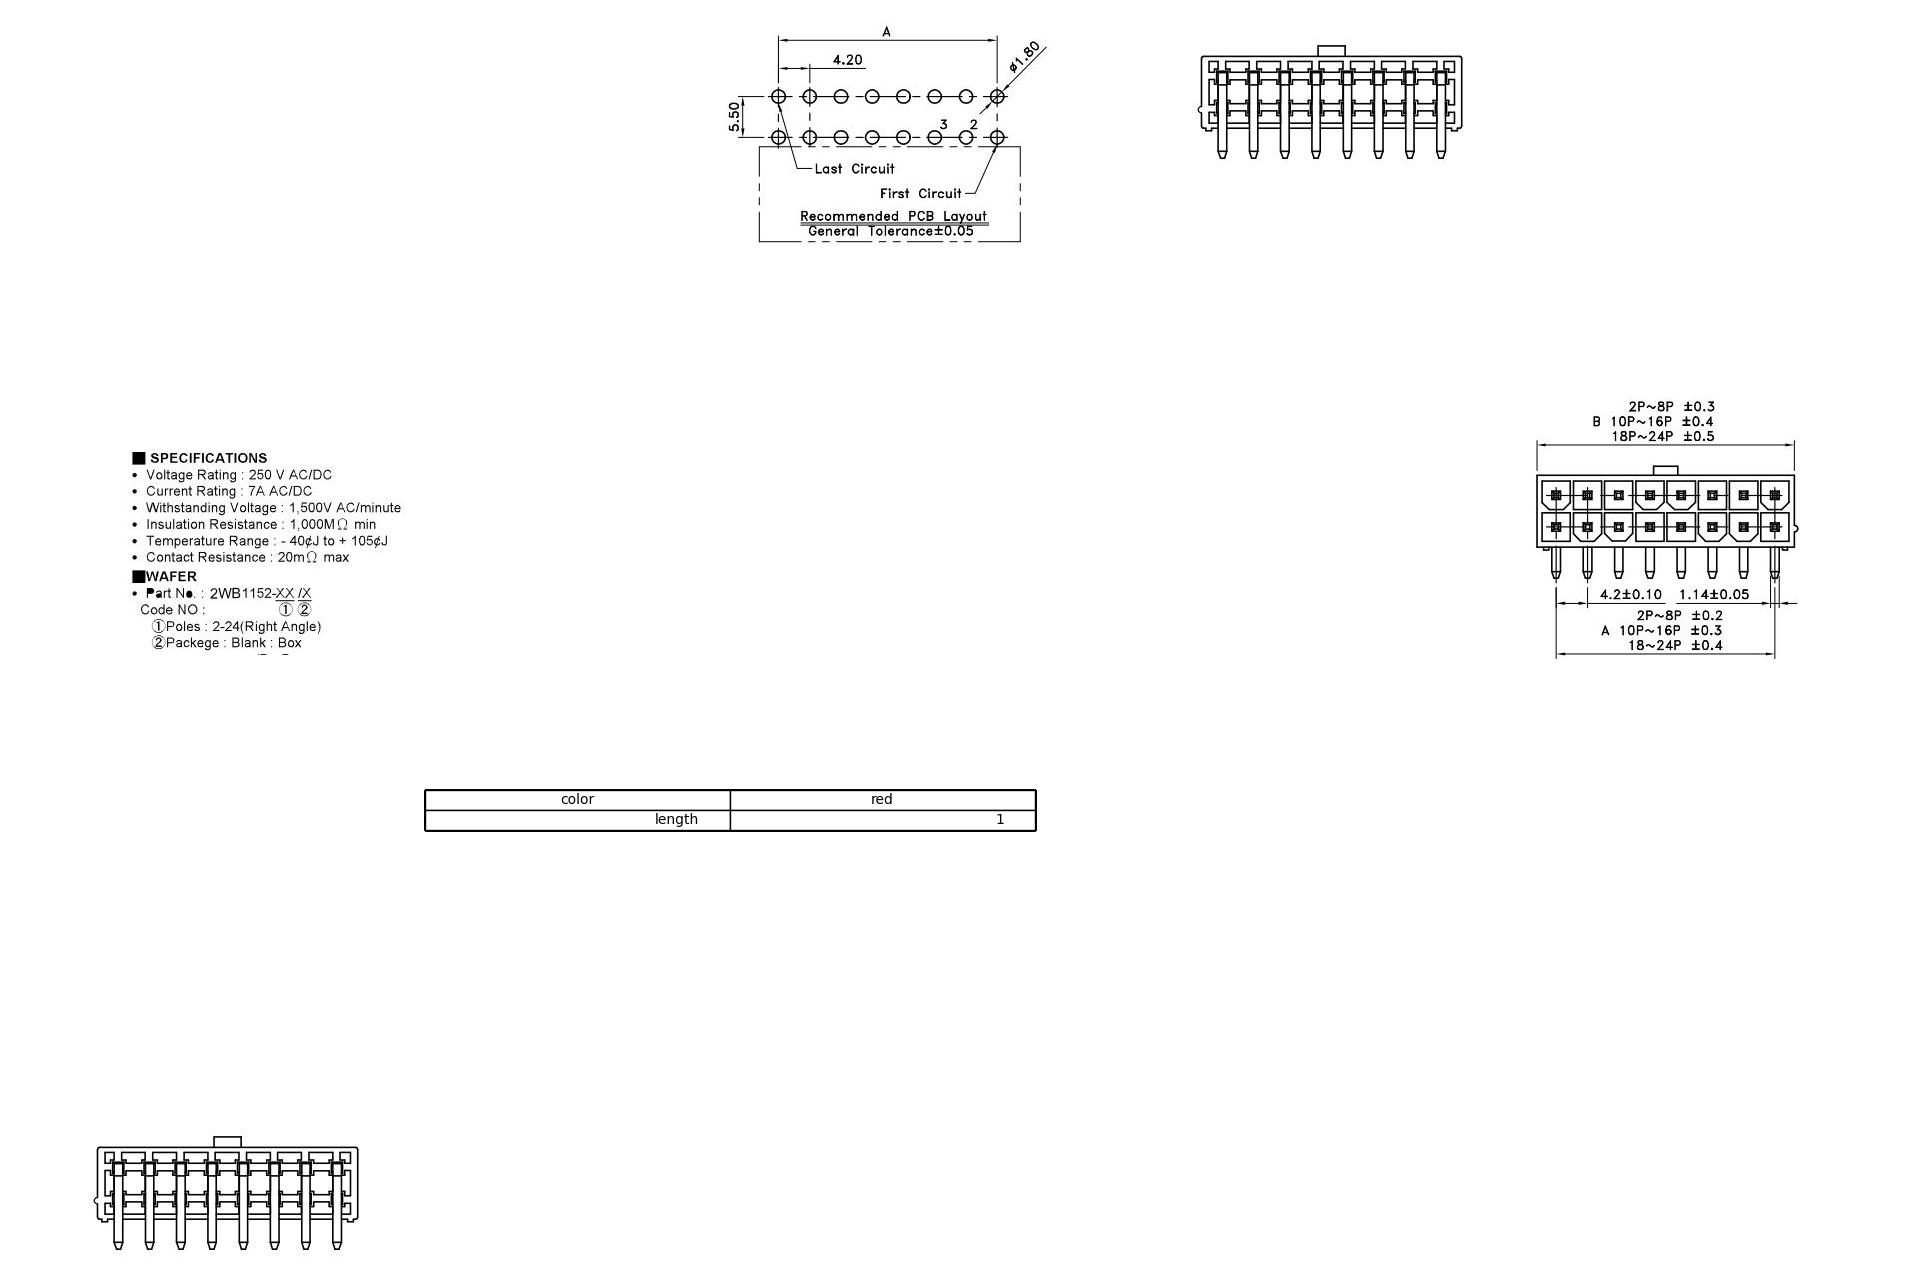 A
4.20
ø1.80
5.50
3 2
Last Circuit
First Circuit
Recommended PCB Layout
General Tolerance±0.05
2P~8P ±0.3
B 10P~16P ±0.4
18P~24P ±0.5
■ SPECIFICATIONS
• Voltage Rating : 250 V AC/DC
• Current Rating : 7A AC/DC
• Withstanding Voltage : 1,500V AC/minute
• Insulation Resistance : 1,000MΩ min
• Temperature Range : - 40¢J to + 105¢J
• Contact Resistance : 20mΩ max
■WAFER
• Part No. : 2WB1152-XX /X
Code NO : ① ②
①Poles : 2-24(Right Angle)
②Packege : Blank : Box
4.2±0.10 1.14±0.05
2P~8P ±0.2
A 10P~16P ±0.3
18~24P ±0.4
color red
length 1